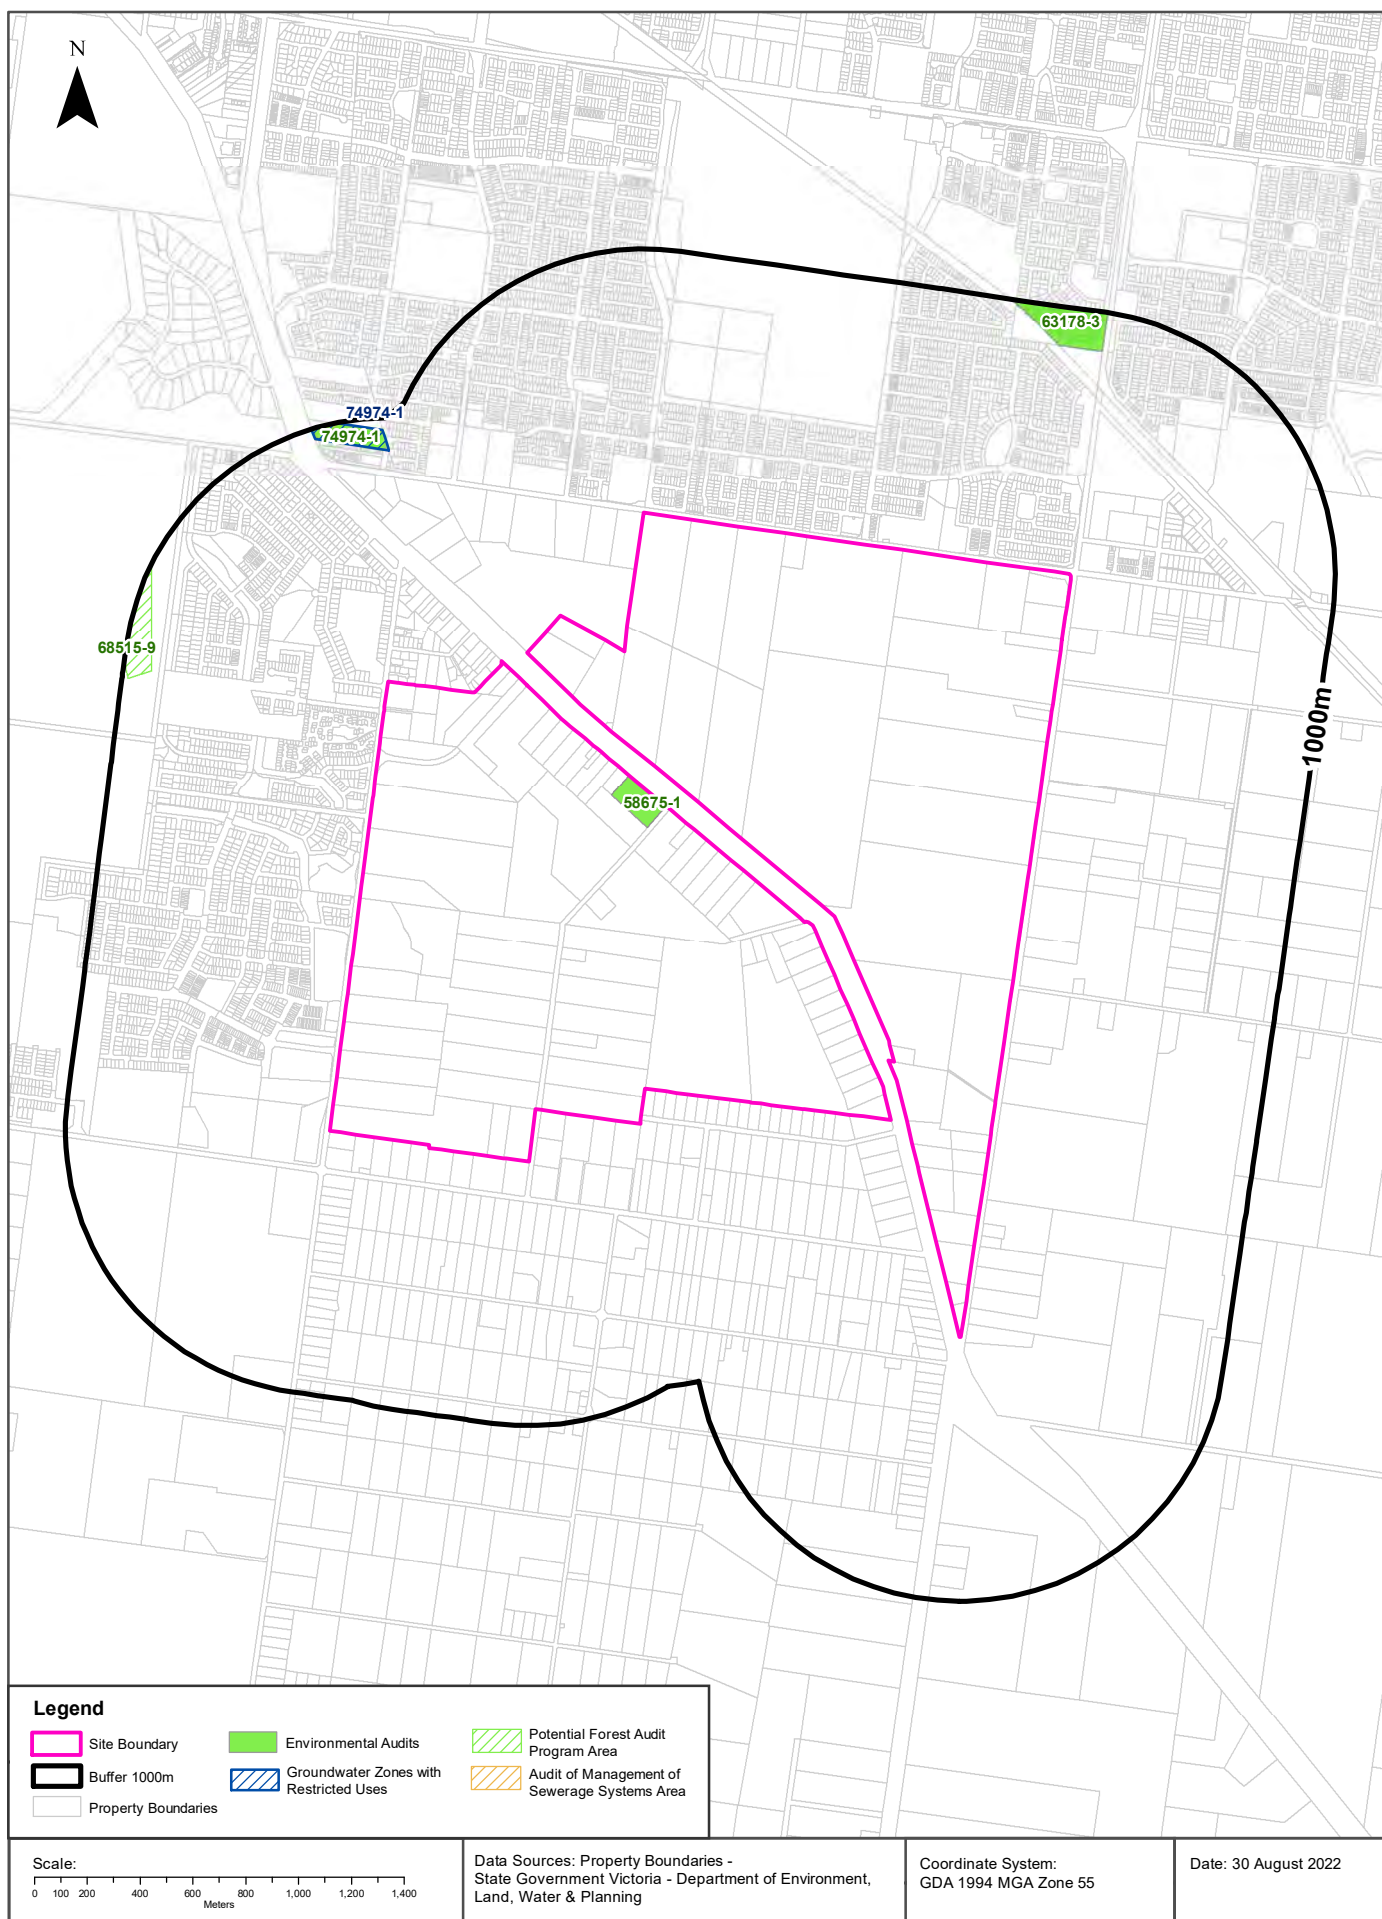 N
63178-3
74974-1
74974-1
68515-9
1000m
58675-1
Legend
Site Boundary
Buffer 1000m
Property Boundaries
Environmental Audits
Groundwater Zones with
Restricted Uses
Potential Forest Audit
Program Area
Audit of Management of
Sewerage Systems Area
Scale:
0 100 200 400 600 800 1,000 1,200 1,400
Meters
Data Sources: Property Boundaries -
State Government Victoria - Department of Environment,
Land, Water & Planning
Coordinate System:
GDA 1994 MGA Zone 55
Date: 30 August 2022